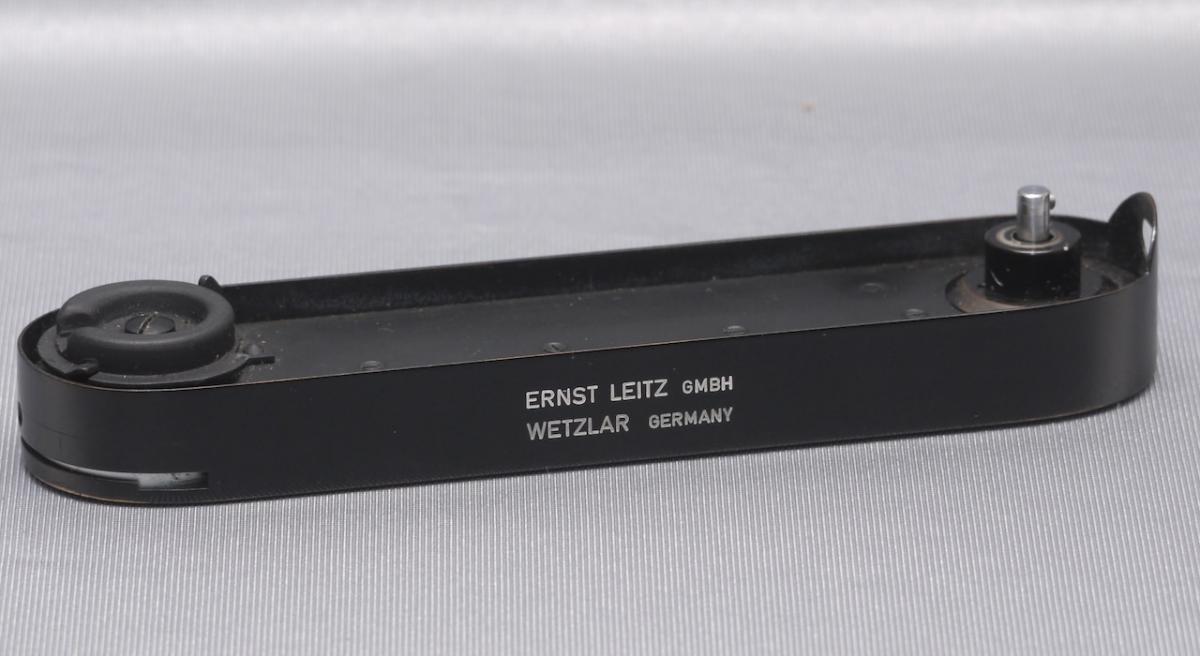 ERNST LEITZ GMBH
WETZLAR GERMANY